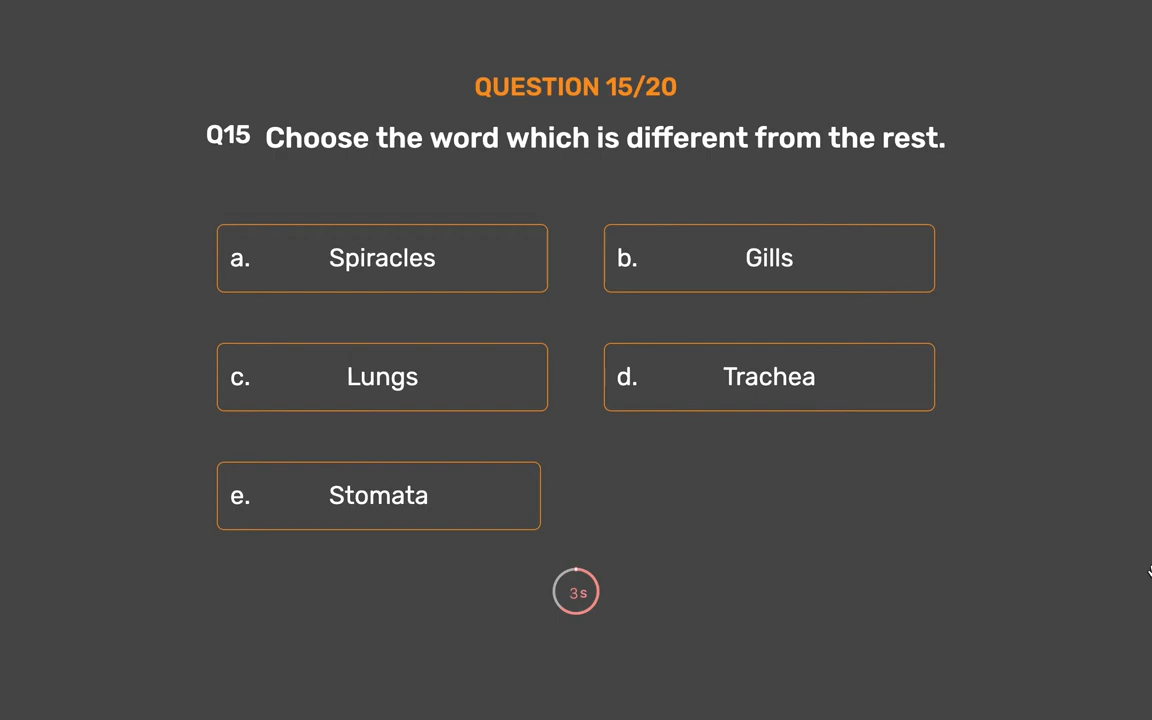 QUESTION 15/20
Q15 Choose the word which is different from the rest.
a. Spiracles
b. Gills
c. Lungs
d. Trachea
e. Stomata
3s